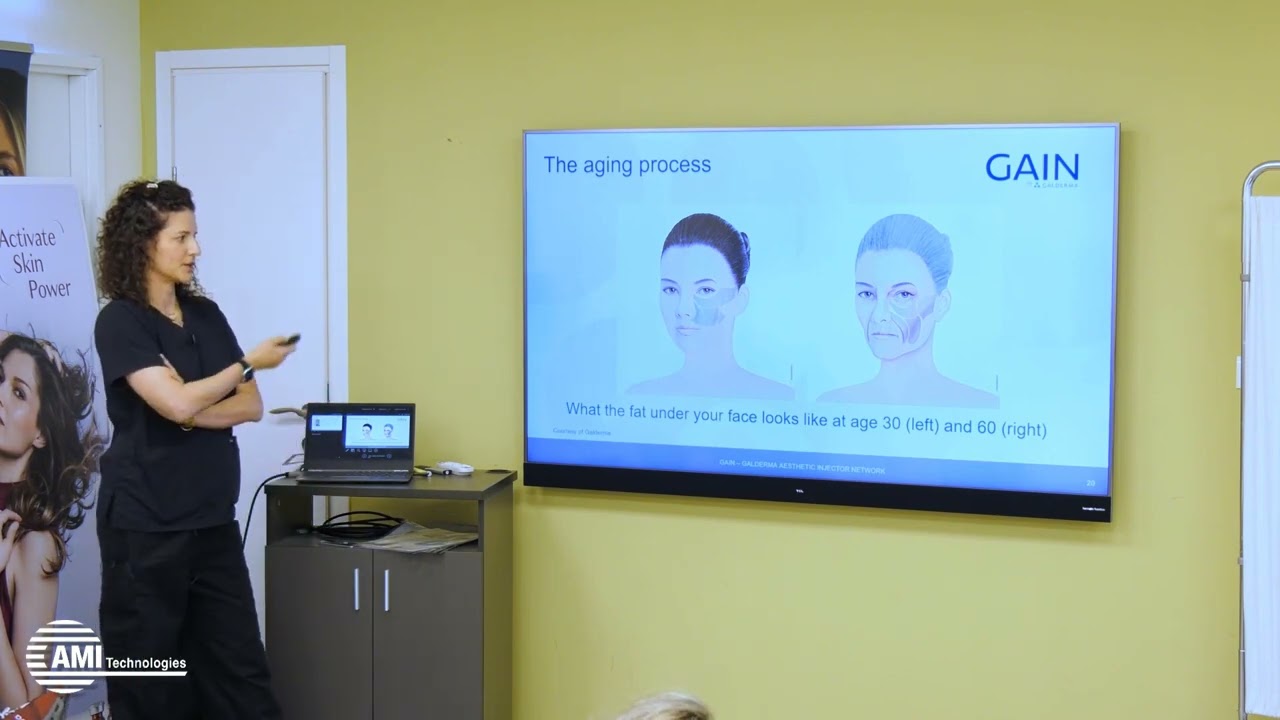 Activate
Skin
Power
The aging process
GAIN
GALDERMA
What the fat under your face looks like at age 30 (left) and 60 (right)
Courtesy of Galderma
GAIN – GALDERMA AESTHETIC INJECTOR NETWORK
20
TCL
AMI Technologies